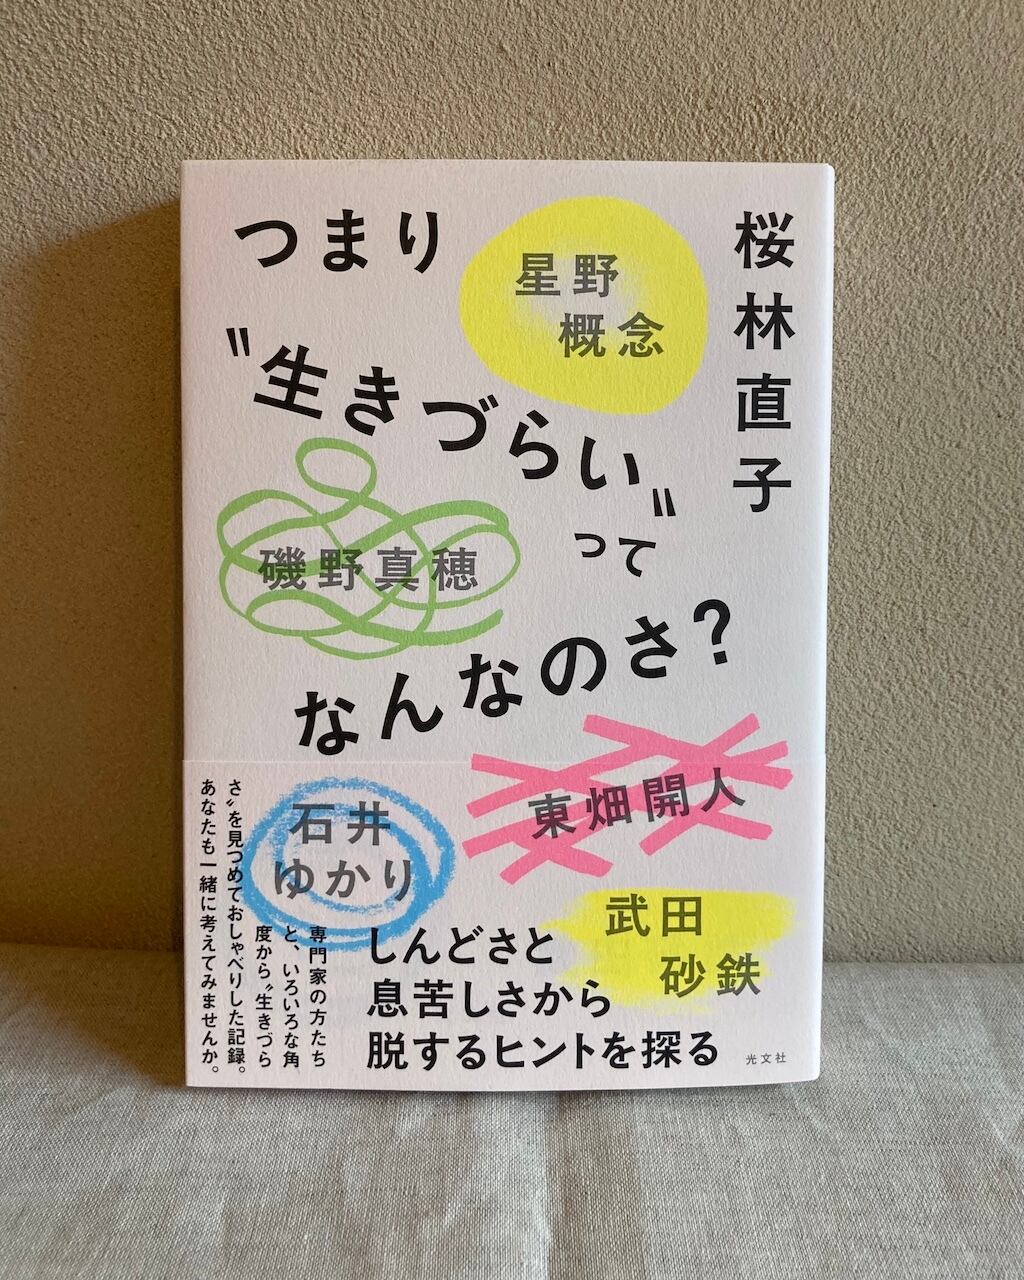 つまり
〝生きづらい〟
って
なんなのさ?
桜林直子
星野
概念
磯野真穂
東畑開人
石井
ゆかり
武田
砂鉄
しんどさと
息苦しさから
脱するヒントを探る
専門家の方たち
と、いろいろな角
度から〝生きづら
さ〟を見つめておしゃべりした記録。
あなたも一緒に考えてみませんか。
光文社